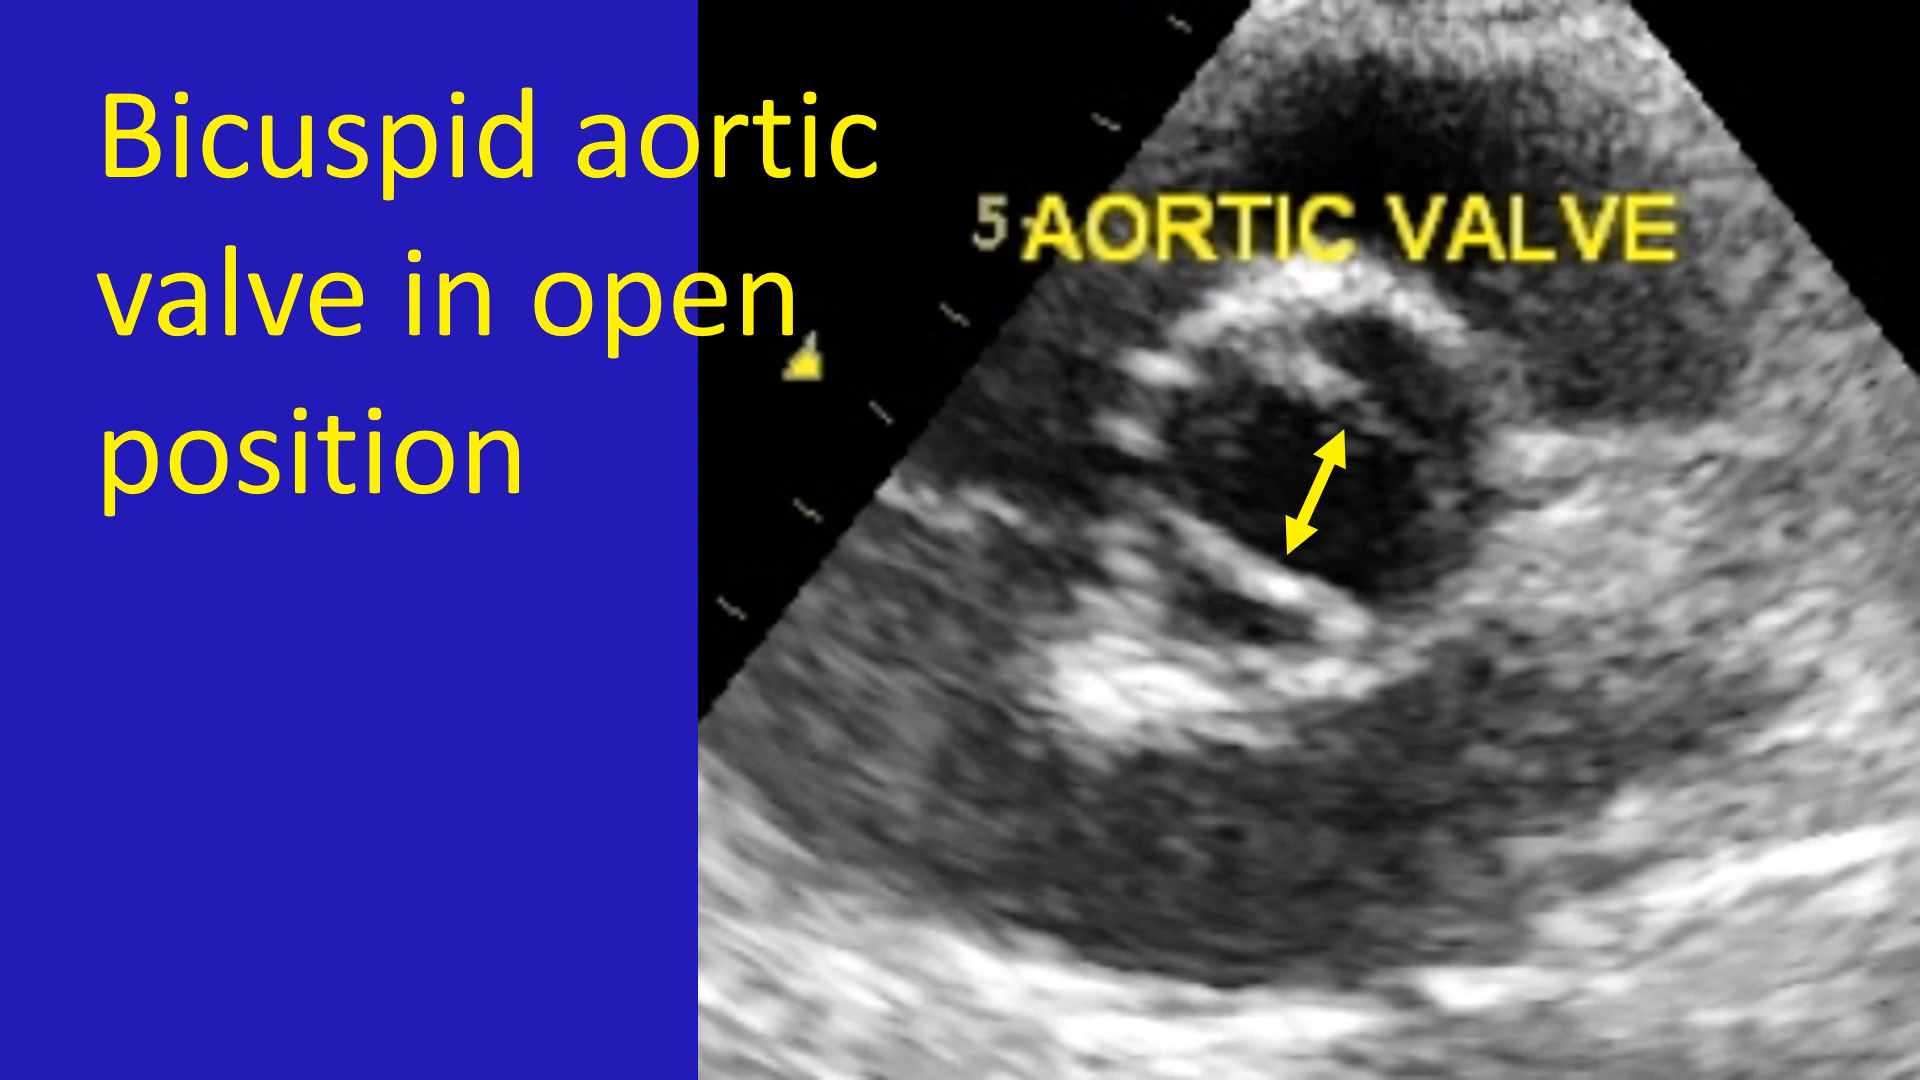 Bicuspid aortic
valve in open
position
5 AORTIC VALVE